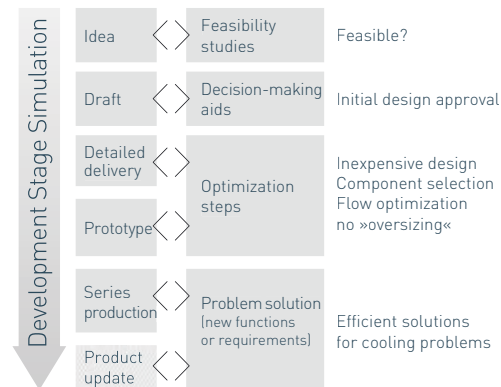 Development Stage Simulation
Idea
Feasibility
studies
Feasible?
Draft
Decision-making
aids
Initial design approval
Detailed
delivery
Prototype
Optimization
steps
Inexpensive design
Component selection
Flow optimization
no »oversizing«
Series
production
Product
update
Problem solution
(new functions
or requirements)
Efficient solutions
for cooling problems